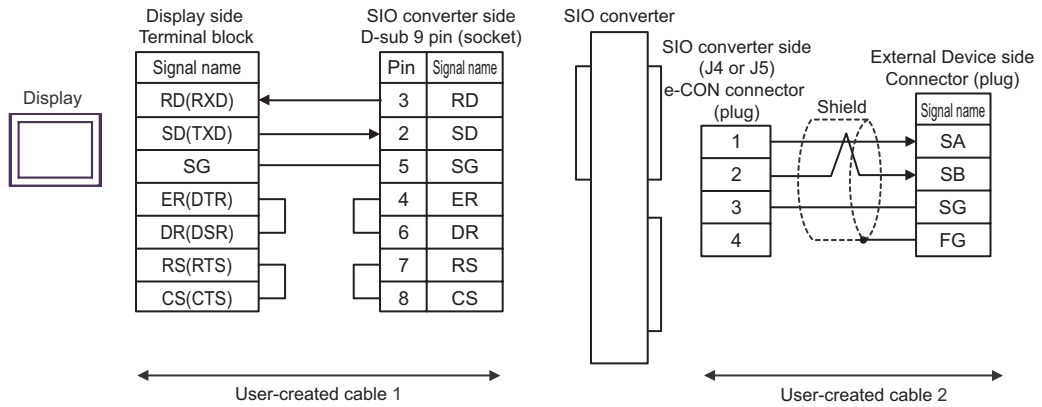 Display
Display side
Terminal block
Signal name
RD(RXD)
SD(TXD)
SG
ER(DTR)
DR(DSR)
RS(RTS)
CS(CTS)
SIO converter side
D-sub 9 pin (socket)
Pin Signal name
3 RD
2 SD
5 SG
4 ER
6 DR
7 RS
8 CS
User-created cable 1
SIO converter
SIO converter side
(J4 or J5)
e-CON connector
(plug)
1
2
3
4
Shield
External Device side
Connector (plug)
Signal name
SA
SB
SG
FG
User-created cable 2